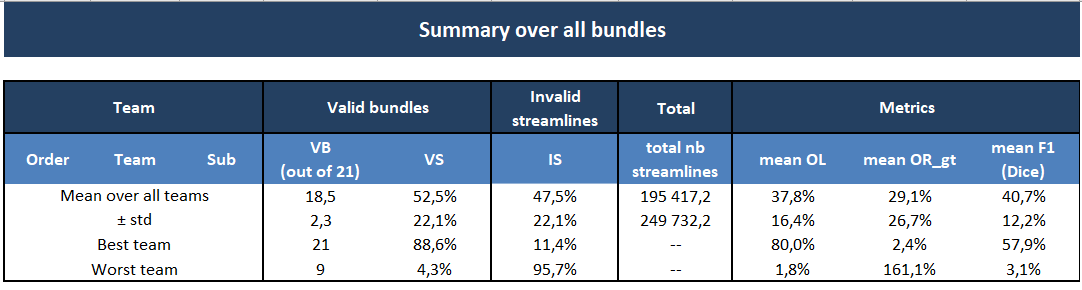 Summary over all bundles
Team Valid bundles Invalid streamlines Total Metrics
Order Team Sub VB (out of 21) VS IS total nb streamlines mean OL mean OR_gt mean F1 (Dice)
Mean over all teams 18,5 52,5% 47,5% 195 417,2 37,8% 29,1% 40,7%
± std 2,3 22,1% 22,1% 249 732,2 16,4% 26,7% 12,2%
Best team 21 88,6% 11,4% -- 80,0% 2,4% 57,9%
Worst team 9 4,3% 95,7% -- 1,8% 161,1% 3,1%